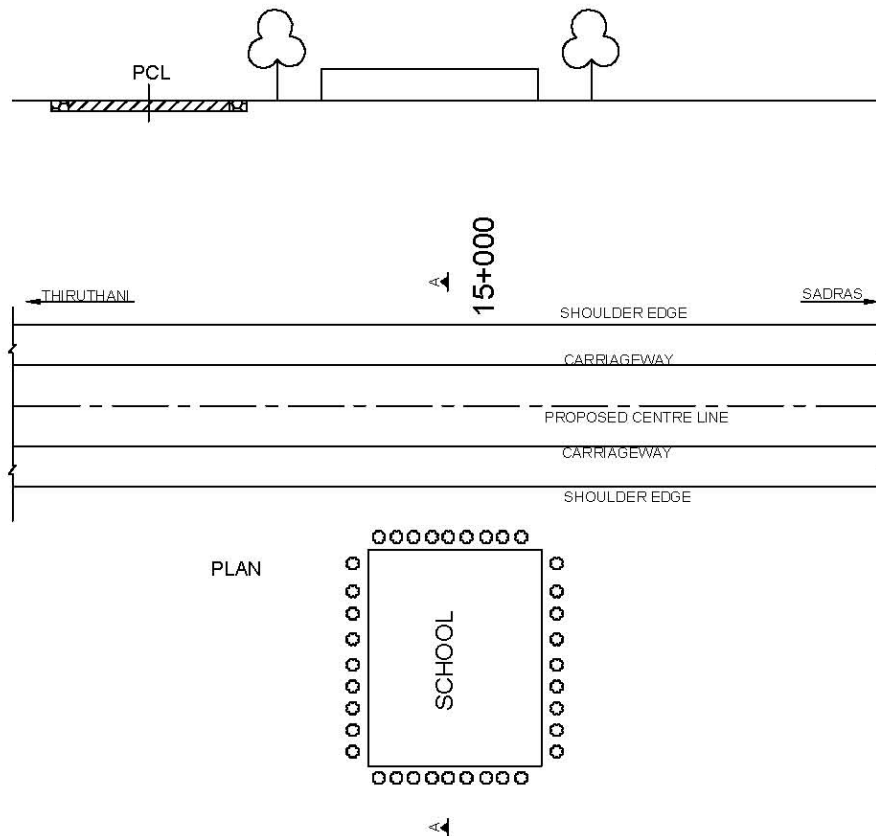 PCL
A
15+000
THIRUTHANI
SADRAS
SHOULDER EDGE
CARRIAGEWAY
PROPOSED CENTRE LINE
CARRIAGEWAY
SHOULDER EDGE
PLAN
SCHOOL
A